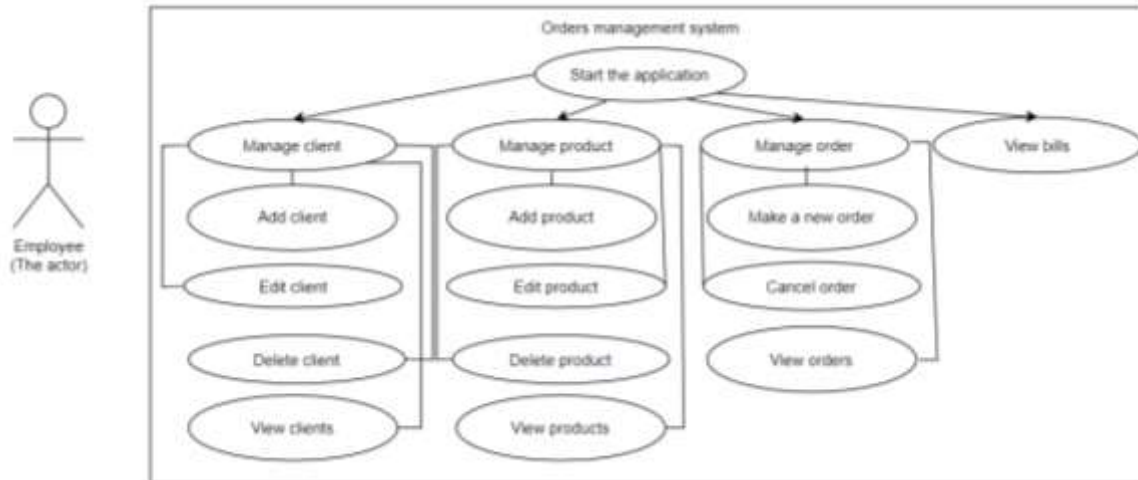 Orders management system
Start the application
Manage client
Manage product
Manage order
View bills
Add client
Add product
Make a new order
Employee
(The actor)
Edit client
Edit product
Cancel order
Delete client
Delete product
View orders
View clients
View products